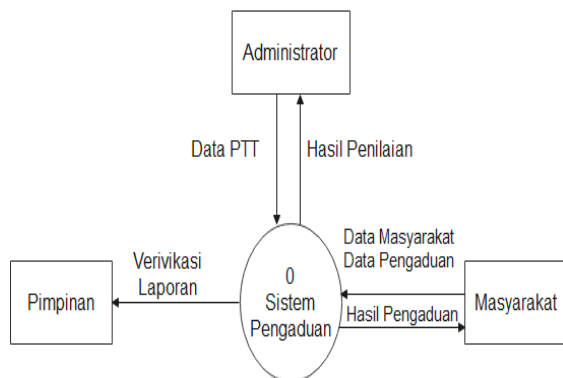 Administrator
Data PTT
Hasil Penilaian
Data Masyarakat
Data Pengaduan
Verivikasi
Laporan
0
Sistem
Pengaduan
Pimpinan
Hasil Pengaduan
Masyarakat